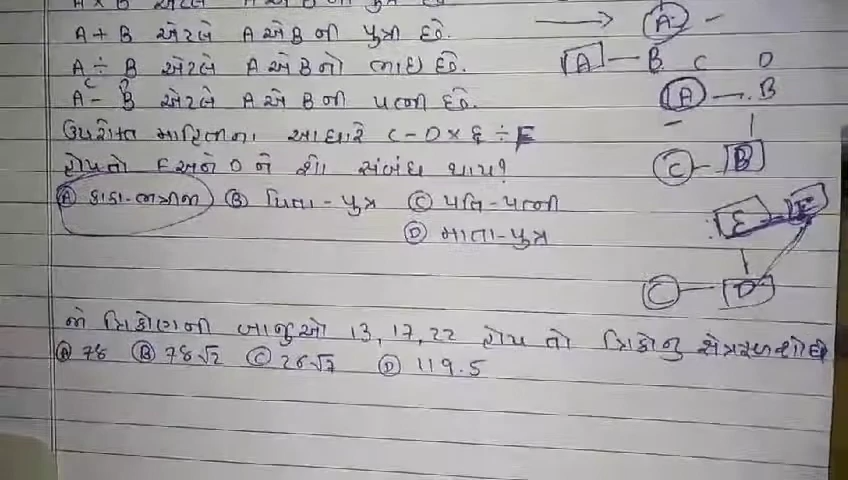 A + B એટલે A એ B ની પુત્રી છે.
A ÷ B એટલે A એ B નો ભાઇ છે.
C D
A - B એટલે A એ B ની પત્ની છે.
ઉપરોક્ત માહિતીના આધારે C - D × E ÷ F
હોય તો F અને D ને શો સંબંધ થાય?
A કાકા-ભત્રીજા B પિતા - પુત્ર C પતિ - પત્ની
D માતા - પુત્ર
A
A B C D
A B
C B
E F
C D
જો ત્રિકોણની બાજુઓ 13, 17, 22 હોય તો ત્રિકોનુ ક્ષેત્રફળ શોધો
A 78 B 78√2 C 26√7 D 119.5